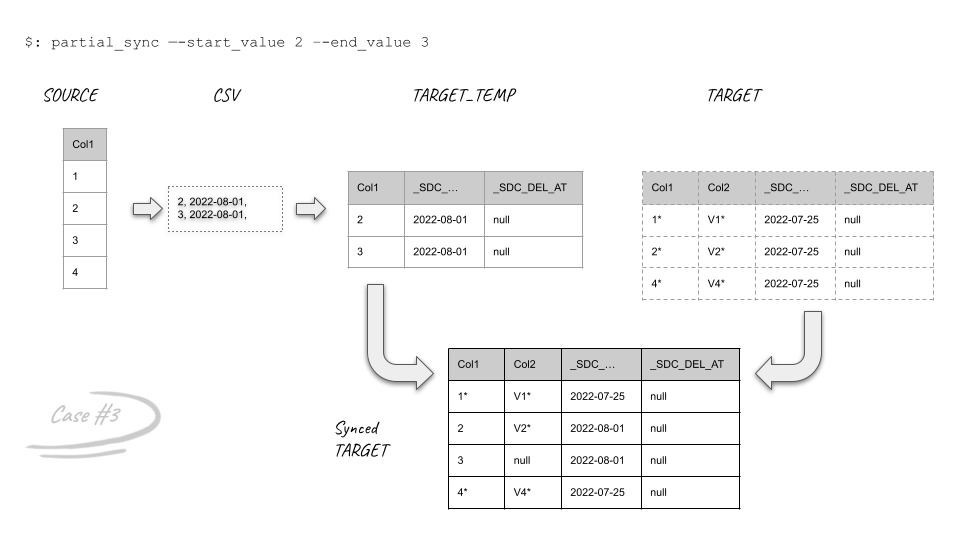 $: partial_sync —-start_value 2 –-end_value 3
SOURCE CSV TARGET_TEMP TARGET
Col1
1
2
3
4
2, 2022-08-01,
3, 2022-08-01,
Col1 _SDC_… _SDC_DEL_AT
2 2022-08-01 null
3 2022-08-01 null
Col1 Col2 _SDC_… _SDC_DEL_AT
1* V1* 2022-07-25 null
2* V2* 2022-07-25 null
4* V4* 2022-07-25 null
Case #3
Synced
TARGET
Col1 Col2 _SDC_… _SDC_DEL_AT
1* V1* 2022-07-25 null
2 V2* 2022-08-01 null
3 null 2022-08-01 null
4* V4* 2022-07-25 null